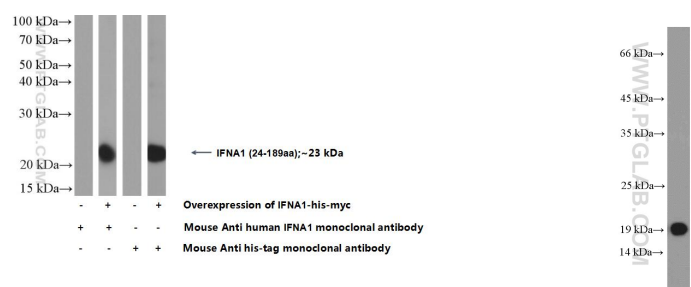 100 kDa→
70 kDa→
50 kDa→
40 kDa→
30 kDa→
20 kDa→
15 kDa→
WWW.PTGLAB.COM
← IFNA1 (24-189aa);~23 kDa
- + - + Overexpression of IFNA1-his-myc
+ + - - Mouse Anti human IFNA1 monoclonal antibody
- - + + Mouse Anti his-tag monoclonal antibody
66 kDa→
45 kDa→
35 kDa→
25 kDa→
19 kDa→
14 kDa→
WWW.PTGLAB.COM